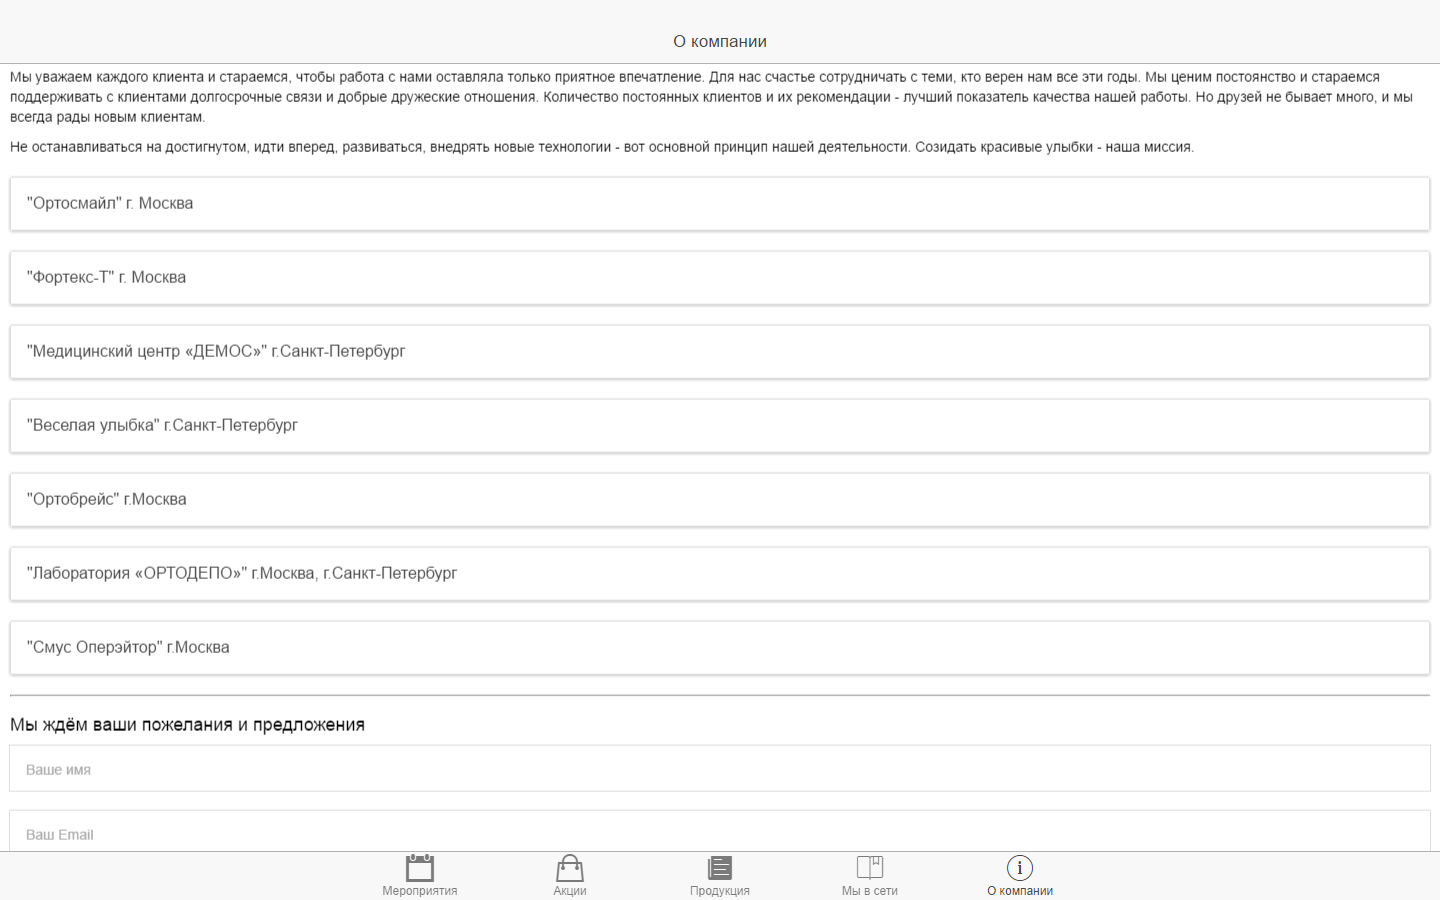 О компании
Мы уважаем каждого клиента и стараемся, чтобы работа с нами оставляла только приятное впечатление. Для нас счастье сотрудничать с теми, кто верен нам все эти годы. Мы ценим постоянство и стараемся
поддерживать с клиентами долгосрочные связи и добрые дружеские отношения. Количество постоянных клиентов и их рекомендации - лучший показатель качества нашей работы. Но друзей не бывает много, и мы
всегда рады новым клиентам.
Не останавливаться на достигнутом, идти вперед, развиваться, внедрять новые технологии - вот основной принцип нашей деятельности. Созидать красивые улыбки - наша миссия.
"Ортосмайл" г. Москва
"Фортекс-Т" г. Москва
"Медицинский центр «ДЕМОС»" г.Санкт-Петербург
"Веселая улыбка" г.Санкт-Петербург
"Ортобрейс" г.Москва
"Лаборатория «ОРТОДЕПО»" г.Москва, г.Санкт-Петербург
"Смус Оперэйтор" г.Москва
Мы ждём ваши пожелания и предложения
Ваше имя
Ваш Email
Мероприятия
Акции
Продукция
Мы в сети
О компании